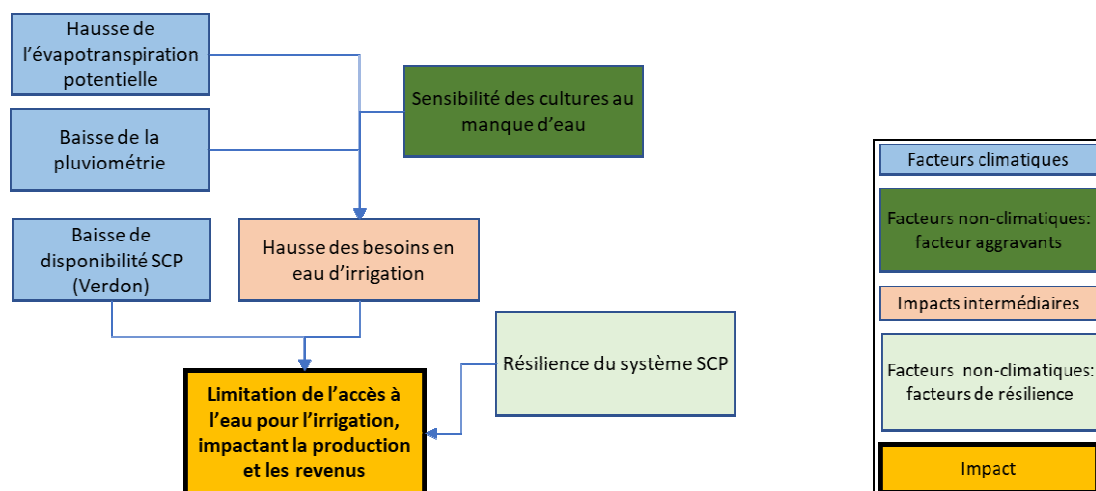 Hausse de
l’évapotranspiration
potentielle
Sensibilité des cultures au
manque d’eau
Baisse de la
pluviométrie
Baisse de
disponibilité SCP
(Verdon)
Hausse des besoins en
eau d’irrigation
Résilience du système SCP
Limitation de l’accès à
l’eau pour l’irrigation,
impactant la production
et les revenus
Facteurs climatiques
Facteurs non-climatiques:
facteur aggravants
Impacts intermédiaires
Facteurs non-climatiques:
facteurs de résilience
Impact